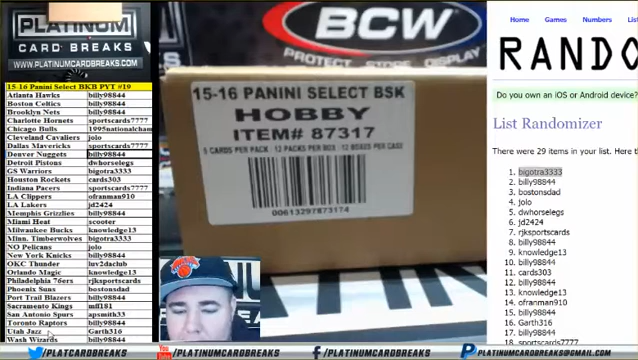 PLATINUM
CARD BREAKS
WWW.PLATINUMCARDBREAKS.COM
15-16 Panini Select BKB PYT #19
Atlanta Hawks billy98844
Boston Celtics billy98844
Brooklyn Nets billy98844
Charlotte Hornets sportscards7777
Chicago Bulls 1995nationalcham
Cleveland Cavaliers jolo
Dallas Mavericks sportscards7777
Denver Nuggets billy98844
Detroit Pistons dwhorselegs
GS Warriors bigotra3333
Houston Rockets cards303
Indiana Pacers sportscards7777
LA Clippers ofranman910
LA Lakers jd2424
Memphis Grizzlies billy98844
Miami Heat scooter
Milwaukee Bucks knowledge13
Minn. Timberwolves bigotra3333
NO Pelicans jolo
New York Knicks billy98844
OKC Thunder luv2daclub
Orlando Magic knowledge13
Philadelphia 76ers rjksportcards
Phoenix Suns bostonsdad
Port Trail Blazers billy98844
Sacramento Kings mfl181
San Antonio Spurs apsmith33
Toronto Raptors billy98844
Utah Jazz Garth316
Wash Wizards billy98844
BCW
PROTECT. STORE. DISPLAY.
15-16 PANINI SELECT BSK
HOBBY
ITEM# 87317
5 CARDS PER PACK · 12 PACKS PER BOX · 12 BOXES PER CASE
00613297873174
Home Games Numbers List
RANDO
Do you own an iOS or Android device?
List Randomizer
There were 29 items in your list. Here th
1. bigotra3333
2. billy98844
3. bostonsdad
4. jolo
5. dwhorselegs
6. jd2424
7. rjksportscards
8. billy98844
9. knowledge13
10. billy98844
11. cards303
12. billy98844
13. knowledge13
14. ofranman910
15. billy98844
16. Garth316
17. billy98844
18. sportscards7777
/PLATCARDBREAKS
/PLATINUMCARDBREAKS
/PLATCARDBREAKS